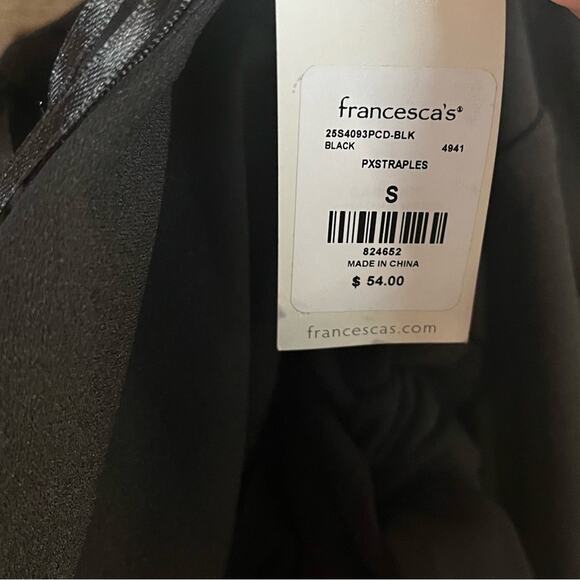 francesca's®
25S4093PCD-BLK
BLACK 4941
PXSTRAPLES
S
824652
MADE IN CHINA
$ 54.00
francescas.com